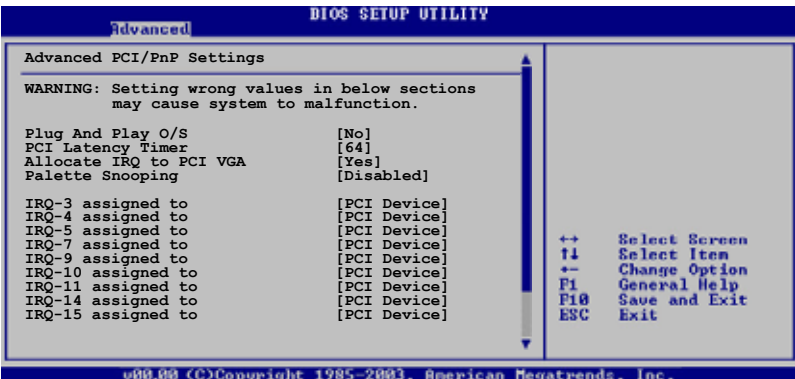 BIOS SETUP UTILITY
Advanced
Advanced PCI/PnP Settings
WARNING: Setting wrong values in below sections
may cause system to malfunction.
Plug And Play O/S [No]
PCI Latency Timer [64]
Allocate IRQ to PCI VGA [Yes]
Palette Snooping [Disabled]
IRQ-3 assigned to [PCI Device]
IRQ-4 assigned to [PCI Device]
IRQ-5 assigned to [PCI Device]
IRQ-7 assigned to [PCI Device]
IRQ-9 assigned to [PCI Device]
IRQ-10 assigned to [PCI Device]
IRQ-11 assigned to [PCI Device]
IRQ-14 assigned to [PCI Device]
IRQ-15 assigned to [PCI Device]
←→ Select Screen
↑↓ Select Item
+- Change Option
F1 General Help
F10 Save and Exit
ESC Exit
v00.00 (C)Copyright 1985-2003, American Megatrends, Inc.